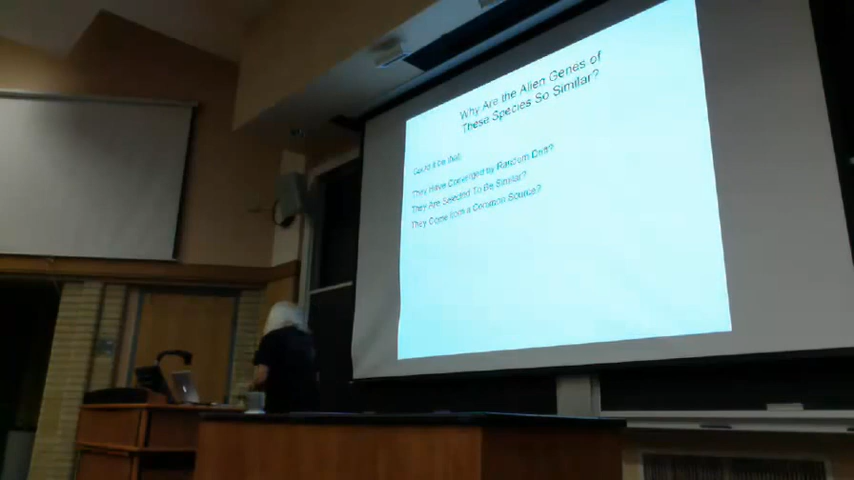 Why Are the Alien Genes of
These Species So Similar?
Could it be that:
They Have Converged by Random Drift?
They Are Selected To Be Similar?
They Come from a Common Source?